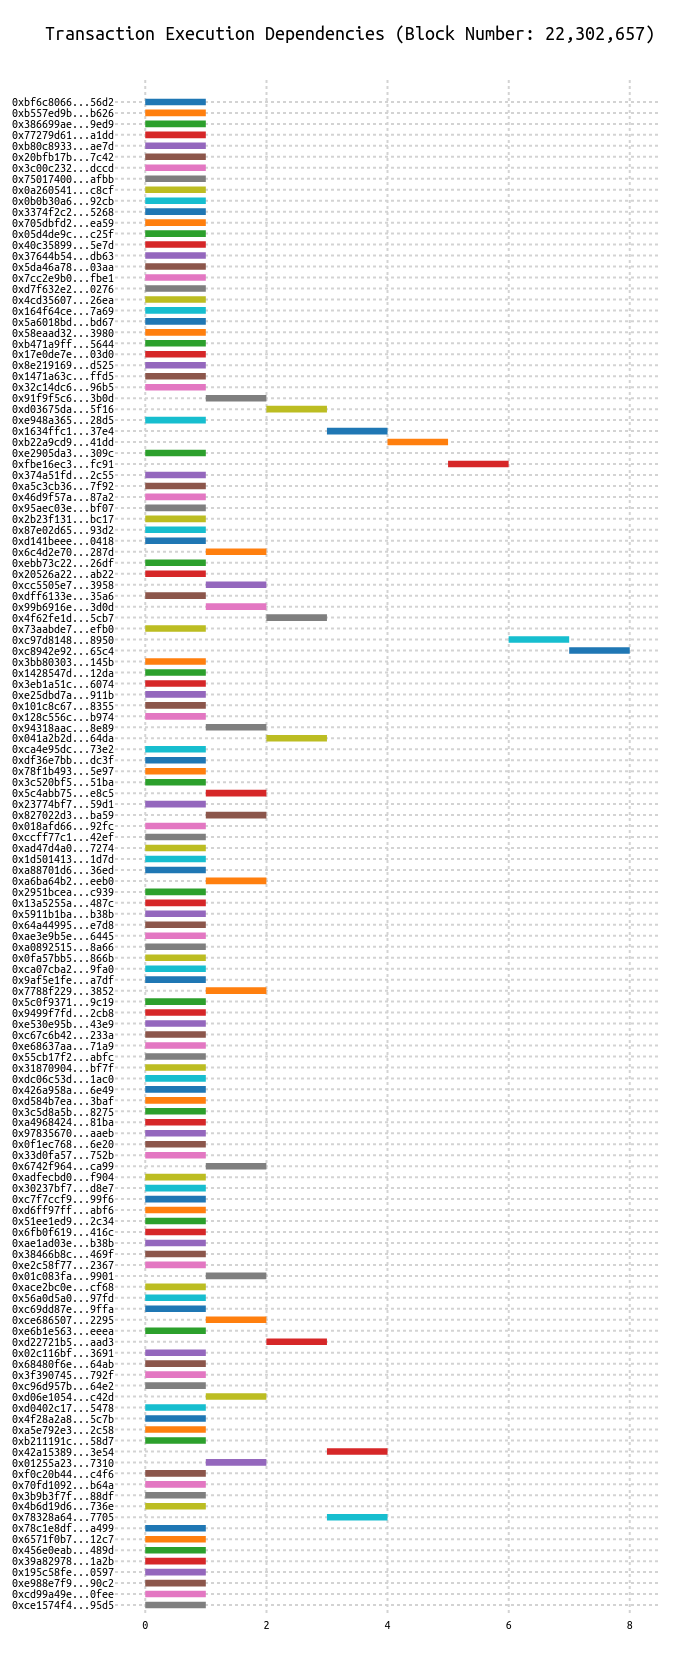 Transaction Execution Dependencies (Block Number: 22,302,657)
0xbf6c8066...56d2
0xb557ed9b...b626
0x386699ae...9ed9
0x77279d61...a1dd
0xb80c8933...ae7d
0x20bfb17b...7c42
0x3c00c232...dccd
0x75017400...afbb
0x0a260541...c8cf
0x0b0b30a6...92cb
0x3374f2c2...5268
0x705dbfd2...ea59
0x05d4de9c...c25f
0x40c35899...5e7d
0x37644b54...db63
0x5da46a78...03aa
0x7cc2e9b0...fbe1
0xd7f632e2...0276
0x4cd35607...26ea
0x164f64ce...7a69
0x5a6018bd...bd67
0x58eaad32...3980
0xb471a9ff...5644
0x17e0de7e...03d0
0x8e219169...d525
0x1471a63c...ffd5
0x32c14dc6...96b5
0x91f9f5c6...3b0d
0xd03675da...5f16
0xe948a365...28d5
0x1634ffc1...37e4
0xb22a9cd9...41dd
0xe2905da3...309c
0xfbe16ec3...fc91
0x374a51fd...2c55
0xa5c3cb36...7f92
0x46d9f57a...87a2
0x95aec03e...bf07
0x2b23f131...bc17
0x87e02d65...93d2
0xd141beee...0418
0x6c4d2e70...287d
0xebb73c22...26df
0x20526a22...ab22
0xcc5505e7...3958
0xdff6133e...35a6
0x99b6916e...3d0d
0x4f62fe1d...5cb7
0x73aabde7...efb0
0xc97d8148...8950
0xc8942e92...65c4
0x3bb80303...145b
0x1428547d...12da
0x3eb1a51c...6074
0xe25dbd7a...911b
0x101c8c67...8355
0x128c556c...b974
0x94318aac...8e89
0x041a2b2d...64da
0xca4e95dc...73e2
0xdf36e7bb...dc3f
0x78f1b493...5e97
0x3c520bf5...51ba
0x5c4abb75...e8c5
0x23774bf7...59d1
0x827022d3...ba59
0x018afd66...92fc
0xccff77c1...42ef
0xad47d4a0...7274
0x1d501413...1d7d
0xa88701d6...36ed
0xa6ba64b2...eeb0
0x2951bcea...c939
0x13a5255a...487c
0x5911b1ba...b38b
0x64a44995...e7d8
0xae3e9b5e...6445
0xa0892515...8a66
0x0fa57bb5...866b
0xca07cba2...9fa0
0x9af5e1fe...a7df
0x7788f229...3852
0x5c0f9371...9c19
0x9499f7fd...2cb8
0xe530e95b...43e9
0xc67c6b42...233a
0xe68637aa...71a9
0x55cb17f2...abfc
0x31870904...bf7f
0xdc06c53d...1ac0
0x426a958a...6e49
0xd584b7ea...3baf
0x3c5d8a5b...8275
0xa4968424...81ba
0x97835670...aaeb
0x0f1ec768...6e20
0x33d0fa57...752b
0x6742f964...ca99
0xadfecbd0...f904
0x30237bf7...d8e7
0xc7f7ccf9...99f6
0xd6ff97ff...abf6
0x51ee1ed9...2c34
0x6fb0f619...416c
0xae1ad03e...b38b
0x38466b8c...469f
0xe2c58f77...2367
0x01c083fa...9901
0xace2bc0e...cf68
0x56a0d5a0...97fd
0xc69dd87e...9ffa
0xce686507...2295
0xe6b1e563...eeea
0xd22721b5...aad3
0x02c116bf...3691
0x68480f6e...64ab
0x3f390745...792f
0xc96d957b...64e2
0xd06e1054...c42d
0xd0402c17...5478
0x4f28a2a8...5c7b
0xa5e792e3...2c58
0xb211191c...58d7
0x42a15389...3e54
0x01255a23...7310
0xf0c20b44...c4f6
0x70fd1092...b64a
0x3b9b3f7f...88df
0x4b6d19d6...736e
0x78328a64...7705
0x78c1e8df...a499
0x6571f0b7...12c7
0x456e0eab...489d
0x39a82978...1a2b
0x195c58fe...0597
0xe988e7f9...90c2
0xcd99a49e...0fee
0xce1574f4...95d5
0 2 4 6 8